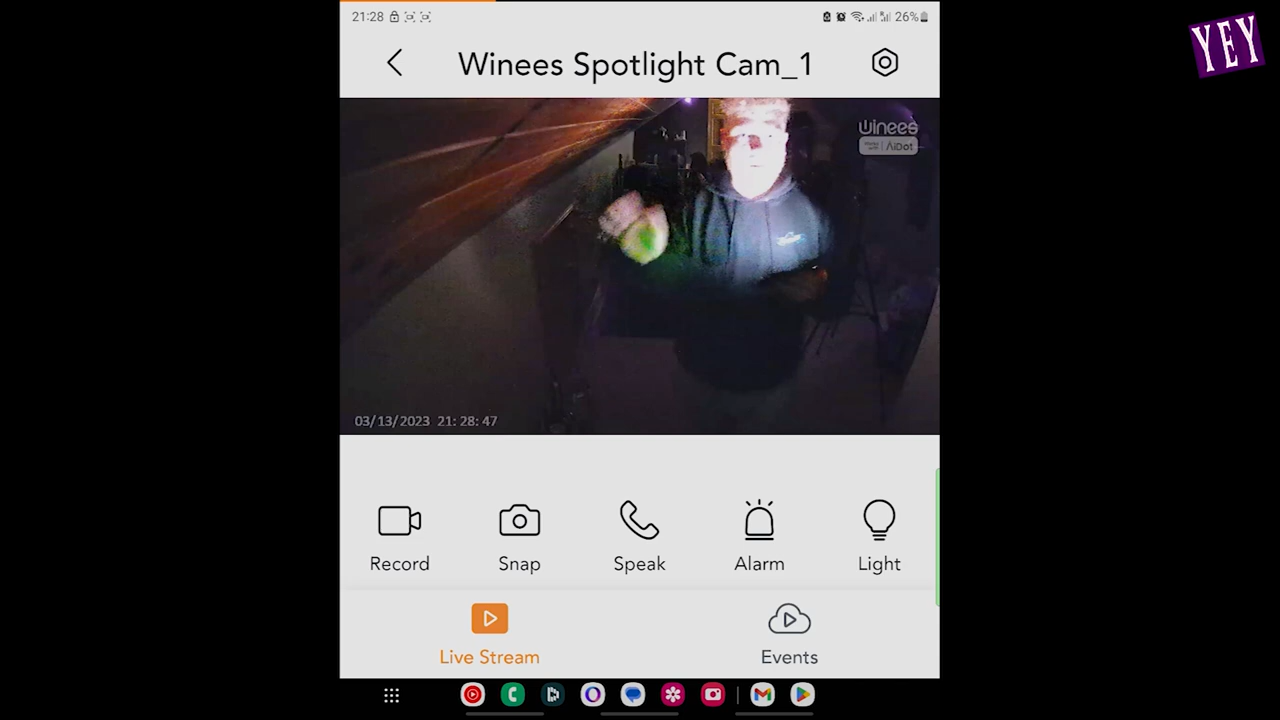 21:28
26%
YEY
Winees Spotlight Cam_1
winees
AiDot
03/13/2023 21:28:47
Record
Snap
Speak
Alarm
Light
Live Stream
Events